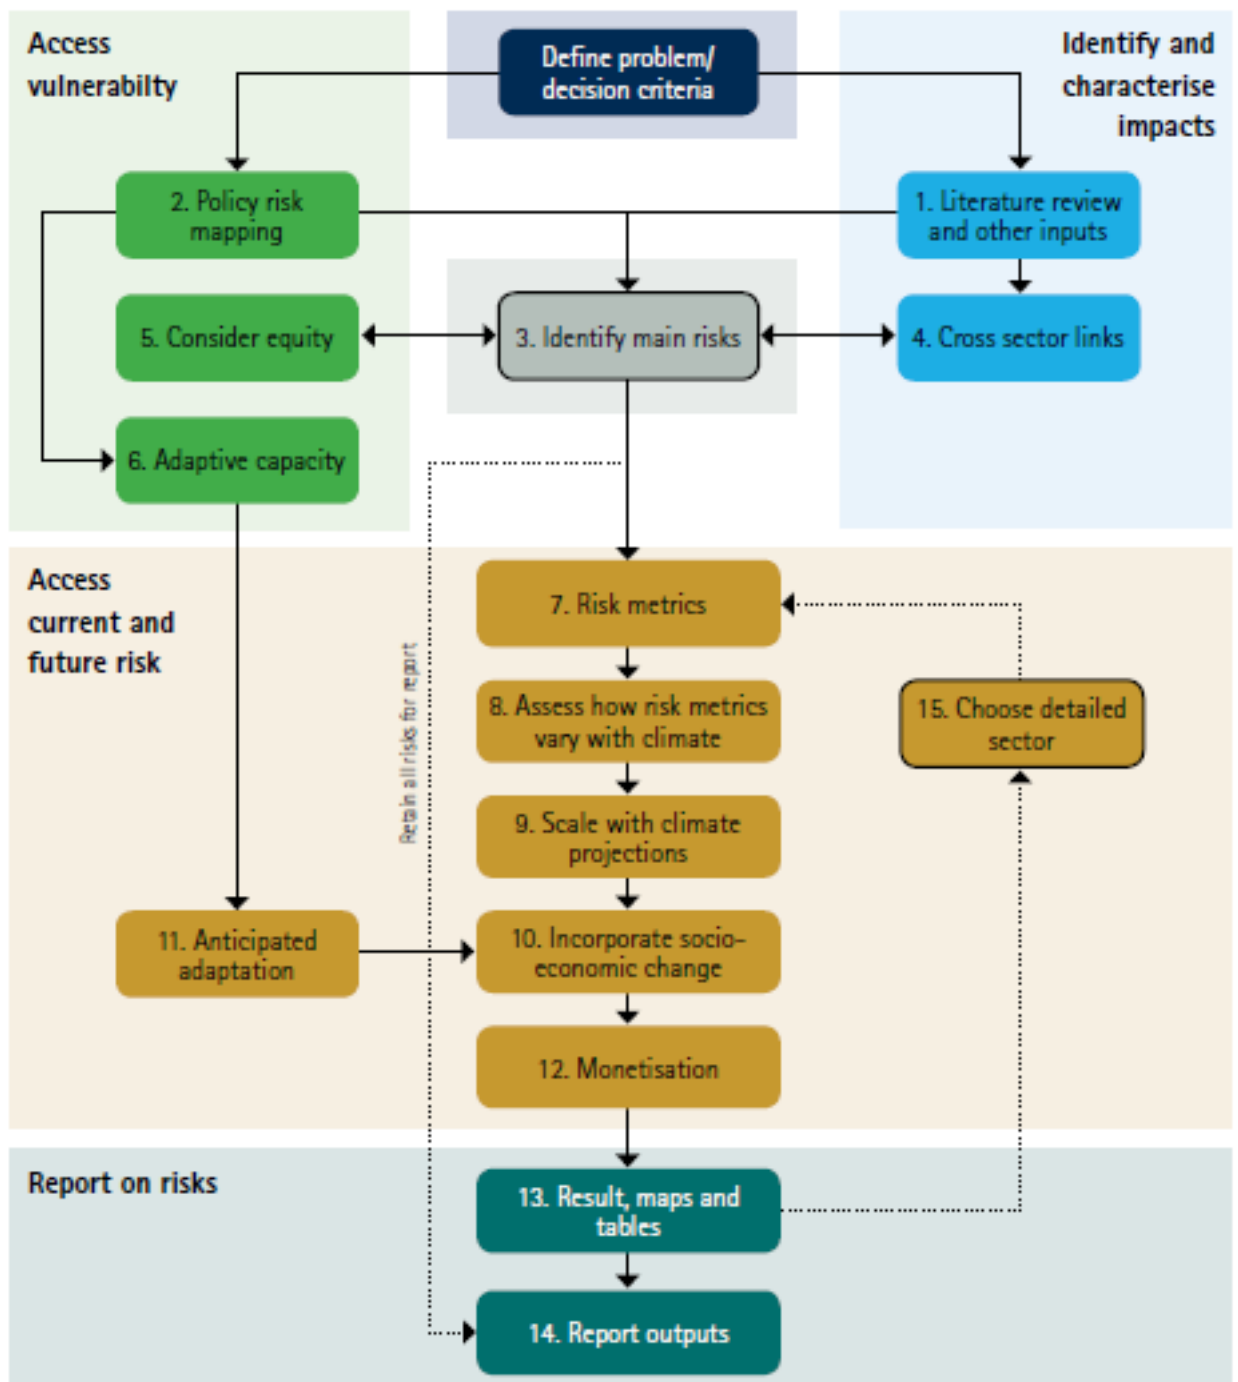 Access
vulnerabilty
Define problem/
decision criteria
Identify and
characterise
impacts
2. Policy risk
mapping
1. Literature review
and other inputs
5. Consider equity
3. Identify main risks
4. Cross sector links
6. Adaptive capacity
Access
current and
future risk
7. Risk metrics
Retain all risks for report
8. Assess how risk metrics
vary with climate
15. Choose detailed
sector
9. Scale with climate
projections
11. Anticipated
adaptation
10. Incorporate socio-
economic change
12. Monetisation
Report on risks
13. Result, maps and
tables
14. Report outputs